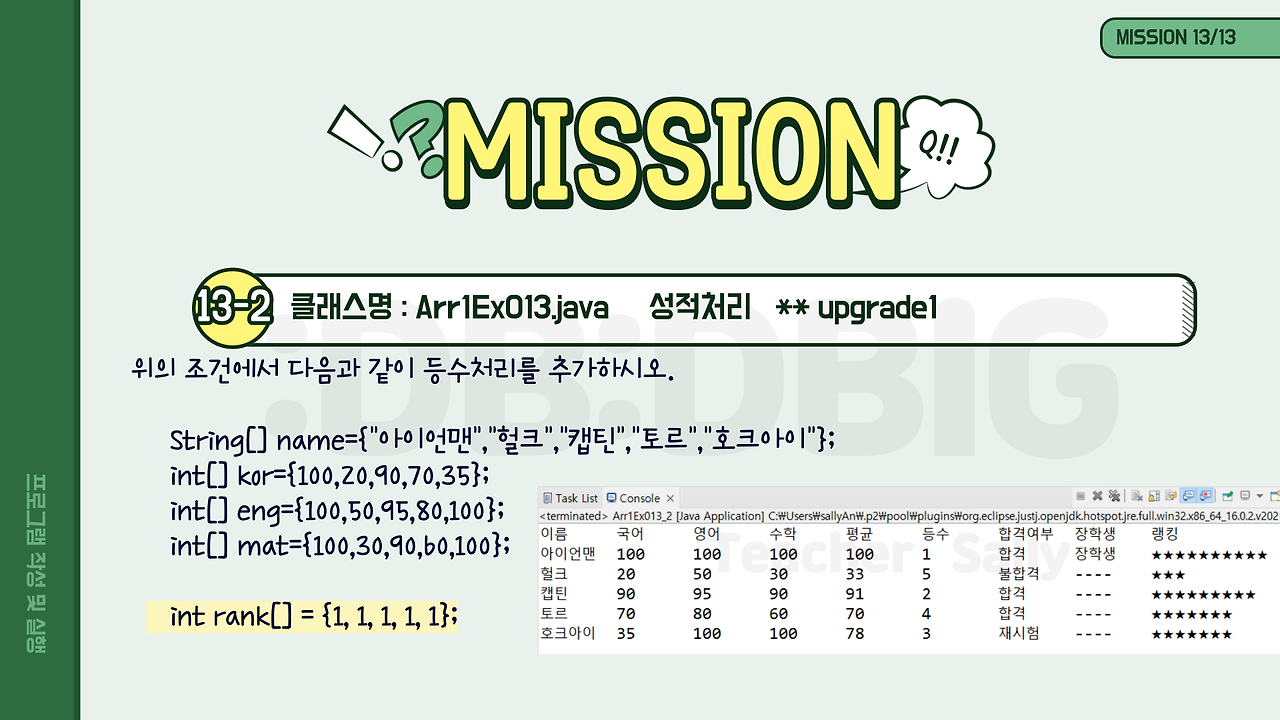 MISSION 13/13
!?MISSION Q!!
13-2 클래스명 : Arr1Ex013.java 성적처리 ** upgrade1
위의 조건에서 다음과 같이 등수처리를 추가하시오.
String[] name={"아이언맨","헐크","캡틴","토르","호크아이"};
int[] kor={100,20,90,70,35};
int[] eng={100,50,95,80,100};
int[] mat={100,30,90,60,100};
int rank[] = {1, 1, 1, 1, 1};
Task List Console
<terminated> Arr1Ex013_2 [Java Application] C:₩Users₩sallyAn₩.p2₩pool₩plugins₩org.eclipse.justj.openjdk.hotspot.jre.full.win32.x86_64_16.0.2.v202
이름 국어 영어 수학 평균 등수 합격여부 장학생 랭킹
아이언맨 100 100 100 100 1 합격 장학생 ★★★★★★★★★★
헐크 20 50 30 33 5 불합격 ---- ★★★
캡틴 90 95 90 91 2 합격 ---- ★★★★★★★★★
토르 70 80 60 70 4 합격 ---- ★★★★★★★
호크아이 35 100 100 78 3 재시험 ---- ★★★★★★★
프로그램 작성 및 실행
:DB:DBIG
Teacher Sally